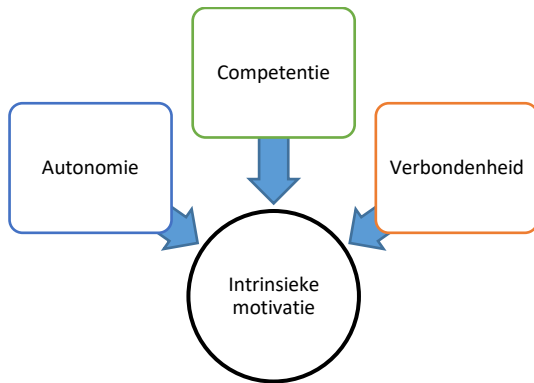 Competentie
Autonomie
Verbondenheid
Intrinsieke
motivatie